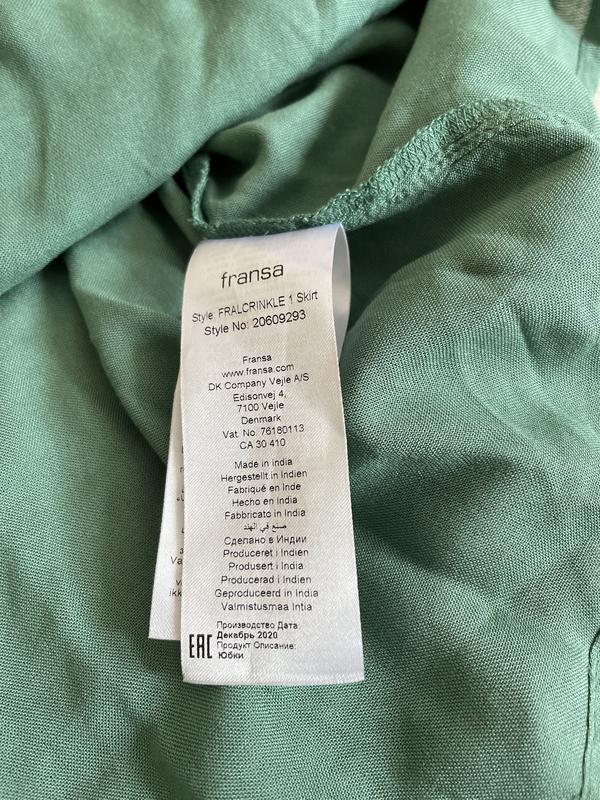 fransa
Style: FRALCRINKLE 1 Skirt
Style No: 20609293
Fransa
www.fransa.com
DK Company Vejle A/S
Edisonvej 4,
7100 Vejle
Denmark
Vat. No. 76180113
CA 30 410
Made in India
Hergestellt in Indien
Fabriqué en Inde
Hecho en India
Fabbricato in India
صنع في الهند
Сделано в Индии
Produceret i Indien
Produsert i India
Producerad i Indien
Geproduceerd in India
Valmistusmaa Intia
Производство Дата:
Декабрь 2020
EAC Продукт Описание:
Юбки